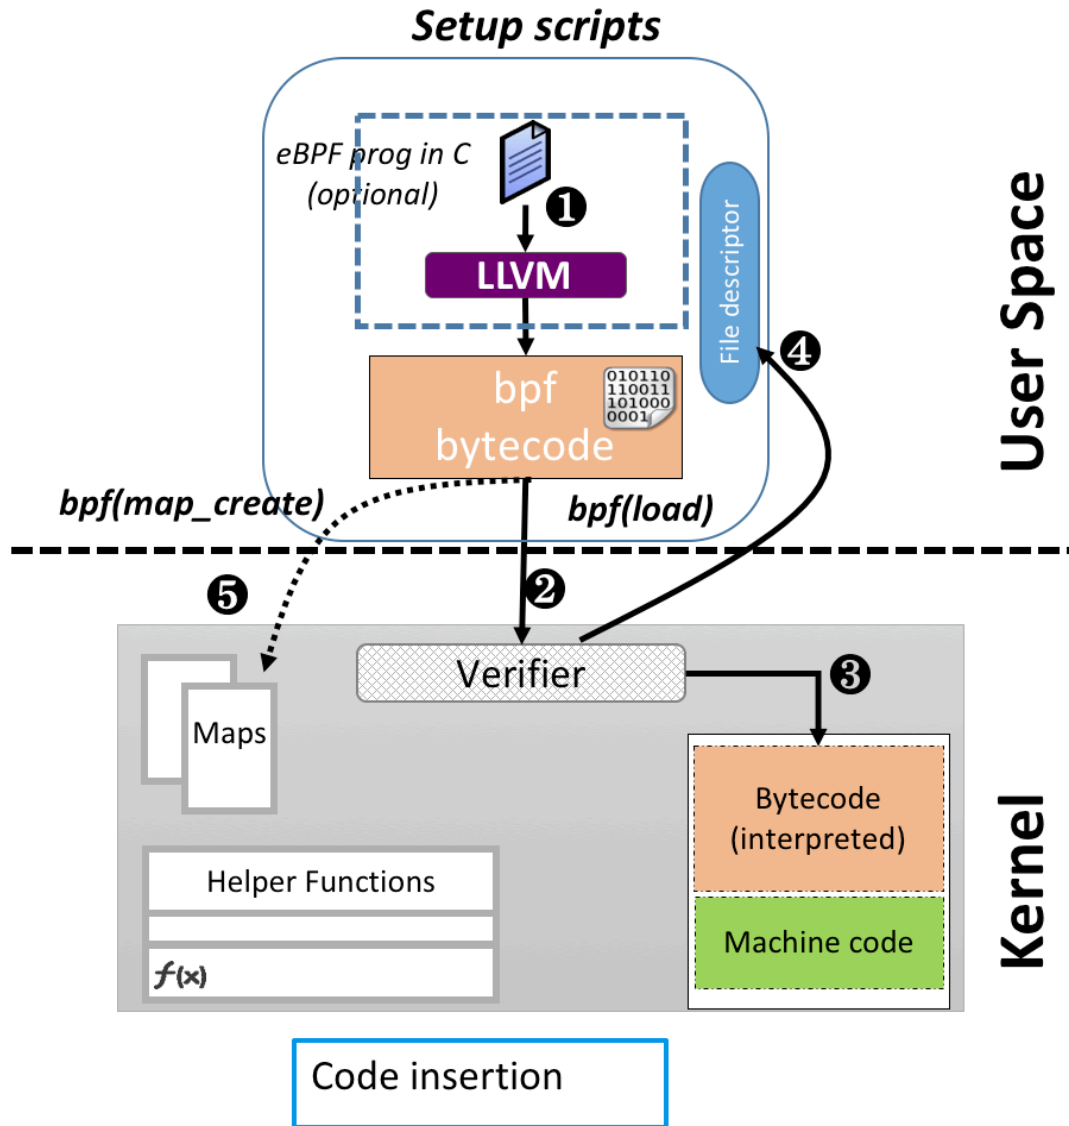 Setup scripts
eBPF prog in C
(optional)
❶
LLVM
File descriptor
❹
bpf
bytecode
010110
110011
101000
0001
User Space
bpf(map_create)
bpf(load)
❺
❷
Verifier
❸
Maps
Bytecode
(interpreted)
Helper Functions
Machine code
f(x)
Kernel
Code insertion